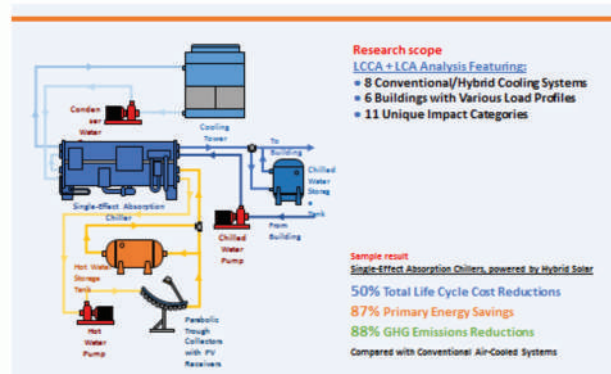 Research scope
LCCA + LCA Analysis Featuring:
• 8 Conventional/Hybrid Cooling Systems
• 6 Buildings with Various Load Profiles
• 11 Unique Impact Categories
Conden
ser
Water
Cooling
Tower
To
Building
Chilled
Water
Storag
e
Tank
Single-Effect Absorption
Chiller
From
Building
Chilled
Water
Pump
Hot Water
Storage
Tank
Hot
Water
Pump
Parabolic
Trough
Collectors
with PV
Receivers
Sample result
Single-Effect Absorption Chillers, powered by Hybrid Solar
50% Total Life Cycle Cost Reductions
87% Primary Energy Savings
88% GHG Emissions Reductions
Compared with Conventional Air-Cooled Systems